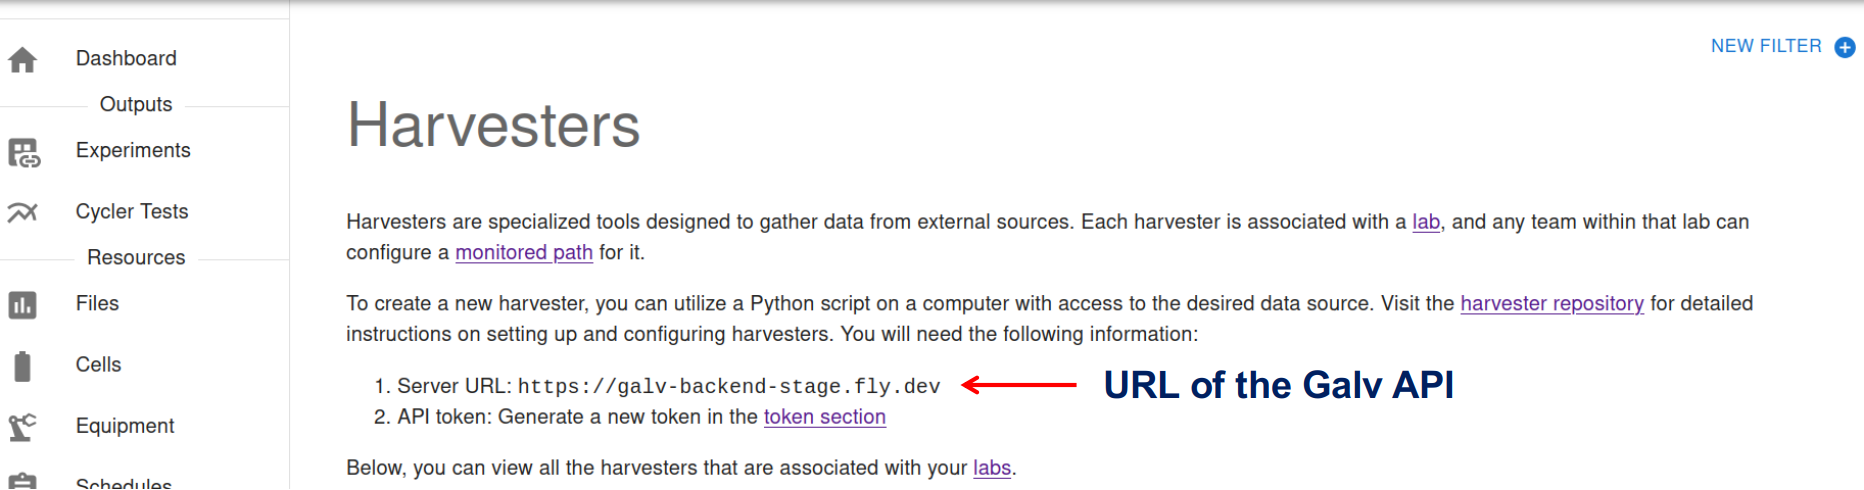 NEW FILTER
Dashboard
Outputs
Experiments
Cycler Tests
Resources
Files
Cells
Equipment
Schedules
Harvesters
Harvesters are specialized tools designed to gather data from external sources. Each harvester is associated with a lab, and any team within that lab can
configure a monitored path for it.
To create a new harvester, you can utilize a Python script on a computer with access to the desired data source. Visit the harvester repository for detailed
instructions on setting up and configuring harvesters. You will need the following information:
1. Server URL: https://galv-backend-stage.fly.dev
URL of the Galv API
2. API token: Generate a new token in the token section
Below, you can view all the harvesters that are associated with your labs.